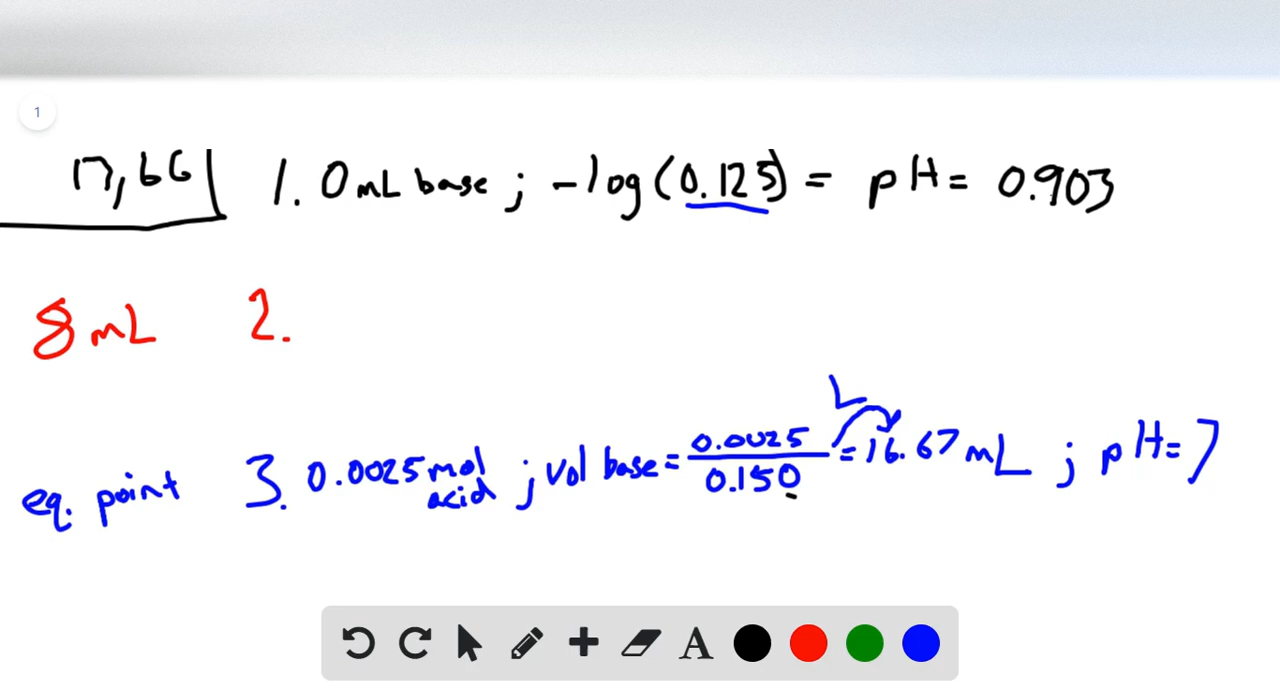 1
17,66 1. 0 mL base ; -log (0.125) = pH = 0.903
8 mL 2.
eq. point 3. 0.0025 mol acid ; vol base = 0.0025 / 0.150 L = 16.67 mL ; pH = 7
A